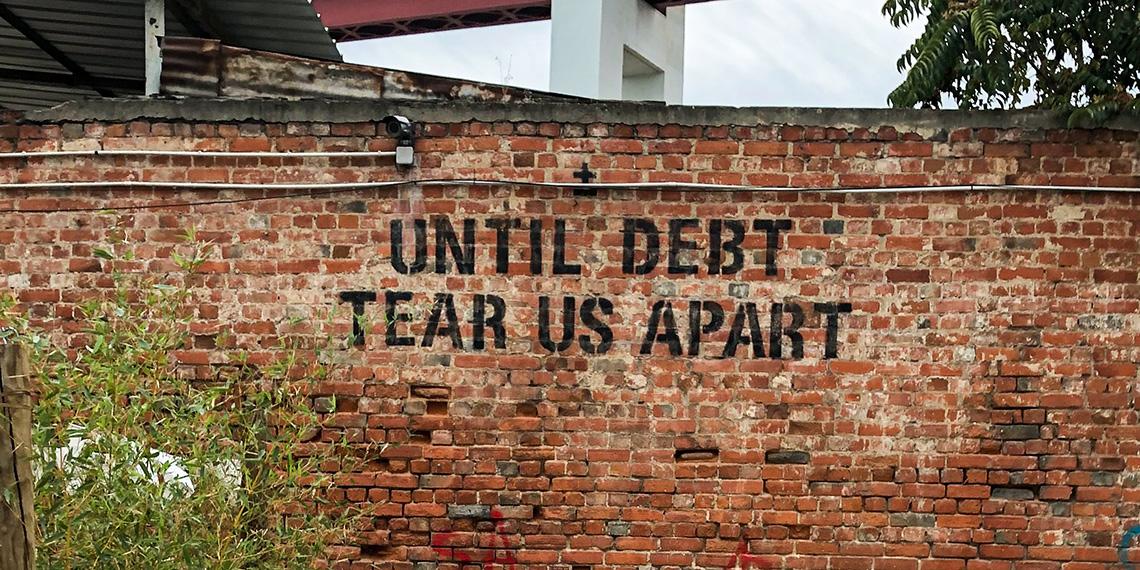 UNTIL DEBT
TEAR US APART